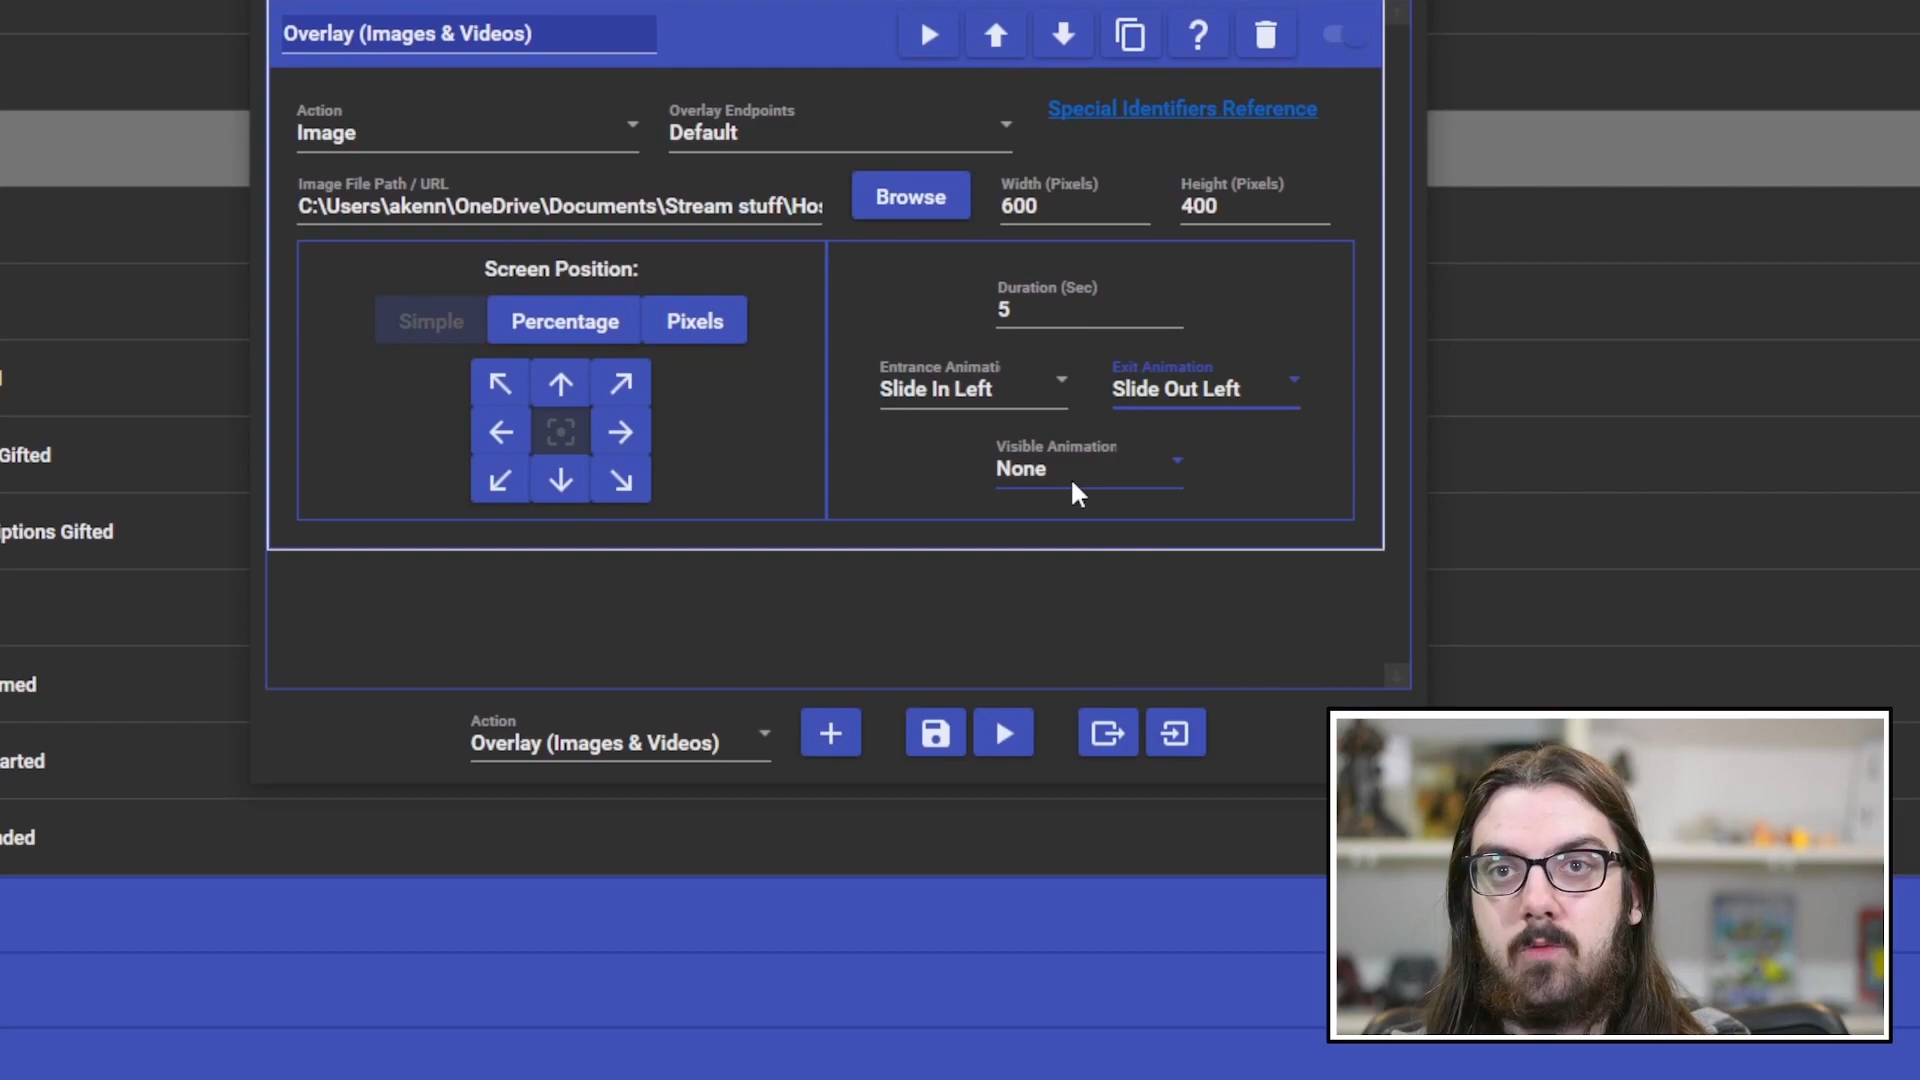 Overlay (Images & Videos)
Action
Image
Overlay Endpoints
Default
Special Identifiers Reference
Image File Path / URL
C:\Users\akenn\OneDrive\Documents\Stream stuff\Hos
Browse
Width (Pixels)
600
Height (Pixels)
400
Screen Position:
Simple
Percentage
Pixels
Duration (Sec)
5
Entrance Animati
Slide In Left
Exit Animation
Slide Out Left
Visible Animation
None
Gifted
ptions Gifted
med
arted
ded
Action
Overlay (Images & Videos)